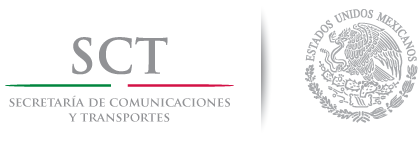 SCT
SECRETARÍA DE COMUNICACIONES
Y TRANSPORTES
ESTADOS UNIDOS MEXICANOS